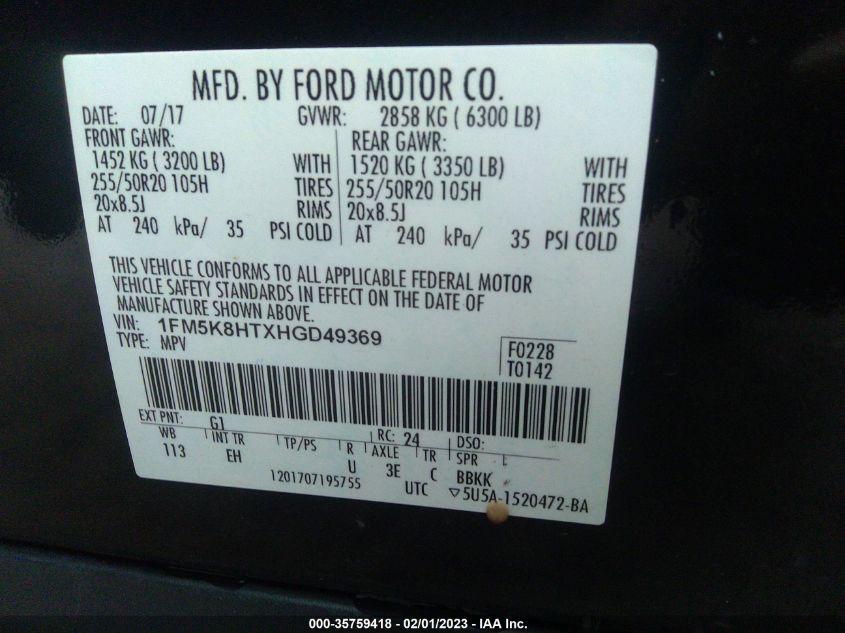 MFD. BY FORD MOTOR CO.
DATE: 07/17 GVWR: 2858 KG ( 6300 LB)
FRONT GAWR: REAR GAWR:
1452 KG ( 3200 LB) WITH 1520 KG ( 3350 LB) WITH
255/50R20 105H TIRES 255/50R20 105H TIRES
20x8.5J RIMS 20x8.5J RIMS
AT 240 kPa/ 35 PSI COLD AT 240 kPa/ 35 PSI COLD
THIS VEHICLE CONFORMS TO ALL APPLICABLE FEDERAL MOTOR
VEHICLE SAFETY STANDARDS IN EFFECT ON THE DATE OF
MANUFACTURE SHOWN ABOVE.
VIN: 1FM5K8HTXHGD49369
TYPE: MPV
F0228
T0142
EXT PNT: G1 RC: 24 DSO:
WB INT TR TP/PS R AXLE TR SPR
113 EH U 3E C BBKK
1201707195755 UTC ▽5U5A-1520472-BA
000-35759418 - 02/01/2023 - IAA Inc.